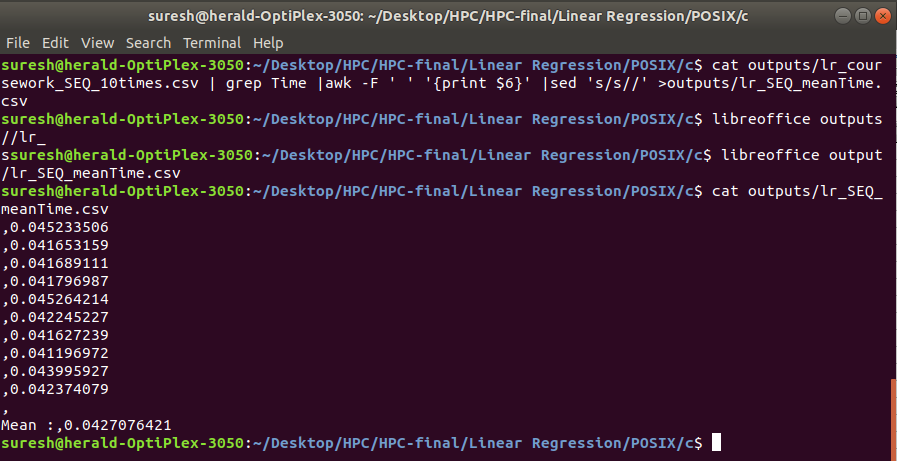 suresh@herald-OptiPlex-3050: ~/Desktop/HPC/HPC-final/Linear Regression/POSIX/c
File Edit View Search Terminal Help
suresh@herald-OptiPlex-3050:~/Desktop/HPC/HPC-final/Linear Regression/POSIX/c$ cat outputs/lr_cour
sework_SEQ_10times.csv | grep Time |awk -F ' ' '{print $6}' |sed 's/s//' >outputs/lr_SEQ_meanTime.
csv
suresh@herald-OptiPlex-3050:~/Desktop/HPC/HPC-final/Linear Regression/POSIX/c$ libreoffice outputs
//lr_
ssuresh@herald-OptiPlex-3050:~/Desktop/HPC/HPC-final/Linear Regression/POSIX/c$ libreoffice output
/lr_SEQ_meanTime.csv
suresh@herald-OptiPlex-3050:~/Desktop/HPC/HPC-final/Linear Regression/POSIX/c$ cat outputs/lr_SEQ_
meanTime.csv
,0.045233506
,0.041653159
,0.041689111
,0.041796987
,0.045264214
,0.042245227
,0.041627239
,0.041196972
,0.043995927
,0.042374079
,
Mean :,0.0427076421
suresh@herald-OptiPlex-3050:~/Desktop/HPC/HPC-final/Linear Regression/POSIX/c$